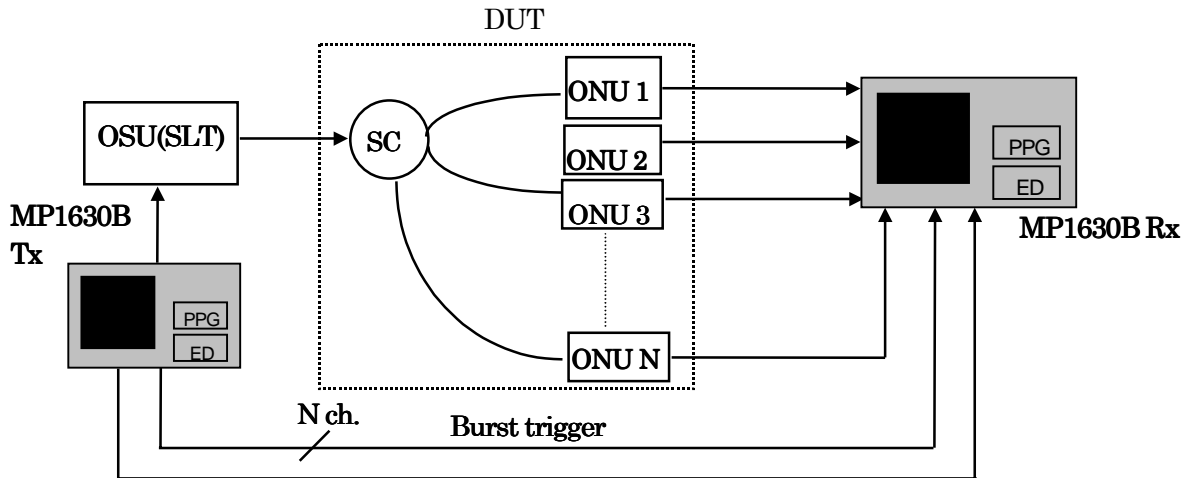 DUT
ONU 1
OSU(SLT)
SC
ONU 2
PPG
ED
ONU 3
MP1630B
Tx
MP1630B Rx
PPG
ED
ONU N
N ch.
Burst trigger